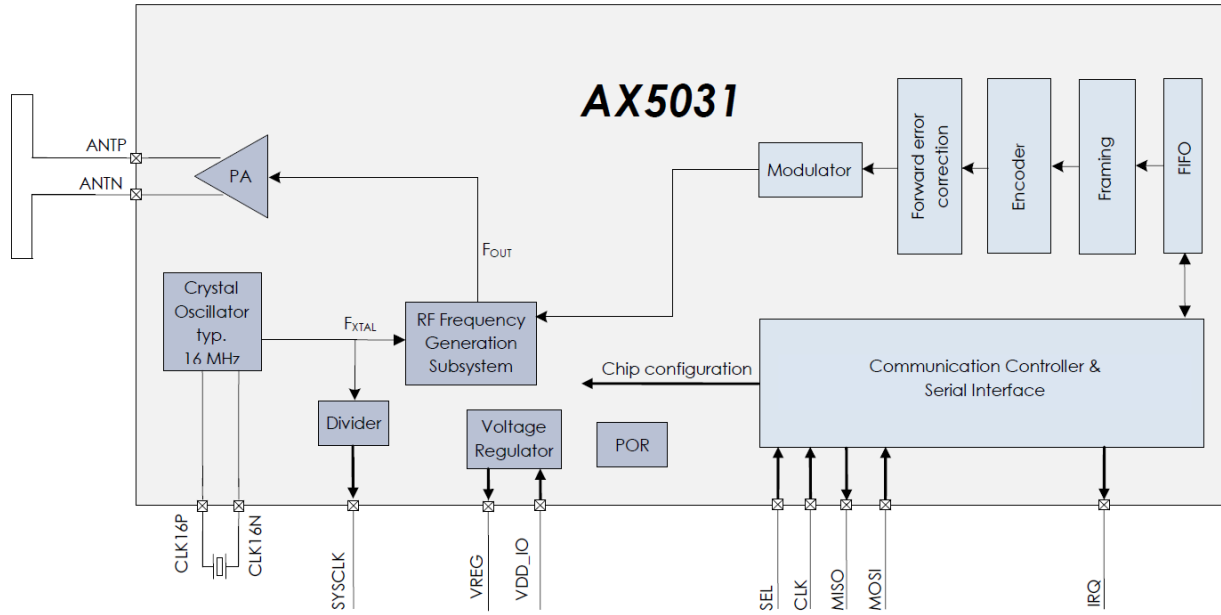 AX5031
ANTP
ANTN
PA
Modulator
Forward error
correction
Encoder
Framing
FIFO
FOUT
Crystal
Oscillator
typ.
16 MHz
FXTAL
RF Frequency
Generation
Subsystem
Chip configuration
Communication Controller &
Serial Interface
Divider
Voltage
Regulator
POR
CLK16P
CLK16N
SYSCLK
VREG
VDD_IO
SEL
CLK
MISO
MOSI
IRQ